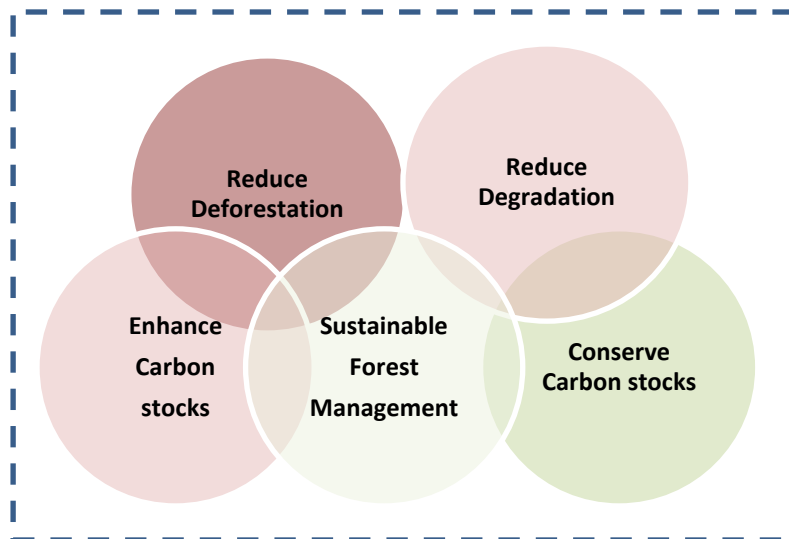 Reduce
Deforestation
Reduce
Degradation
Enhance
Carbon
stocks
Sustainable
Forest
Management
Conserve
Carbon stocks